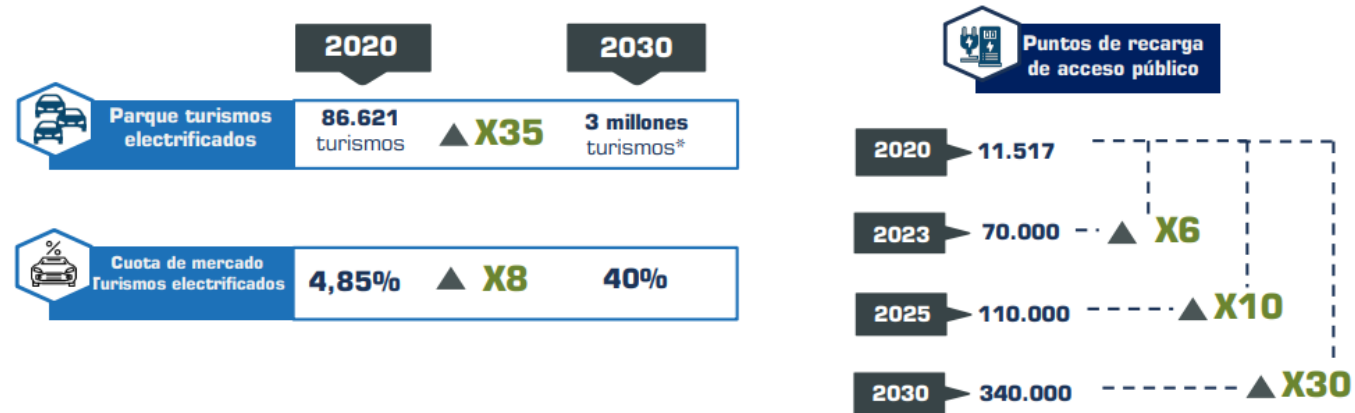 2020
2030
Parque turismos
electrificados
86.621
turismos
X35
3 millones
turismos*
%
Cuota de mercado
Turismos electrificados
4,85%
X8
40%
Puntos de recarga
de acceso público
2020
11.517
2023
70.000
X6
2025
110.000
X10
2030
340.000
X30